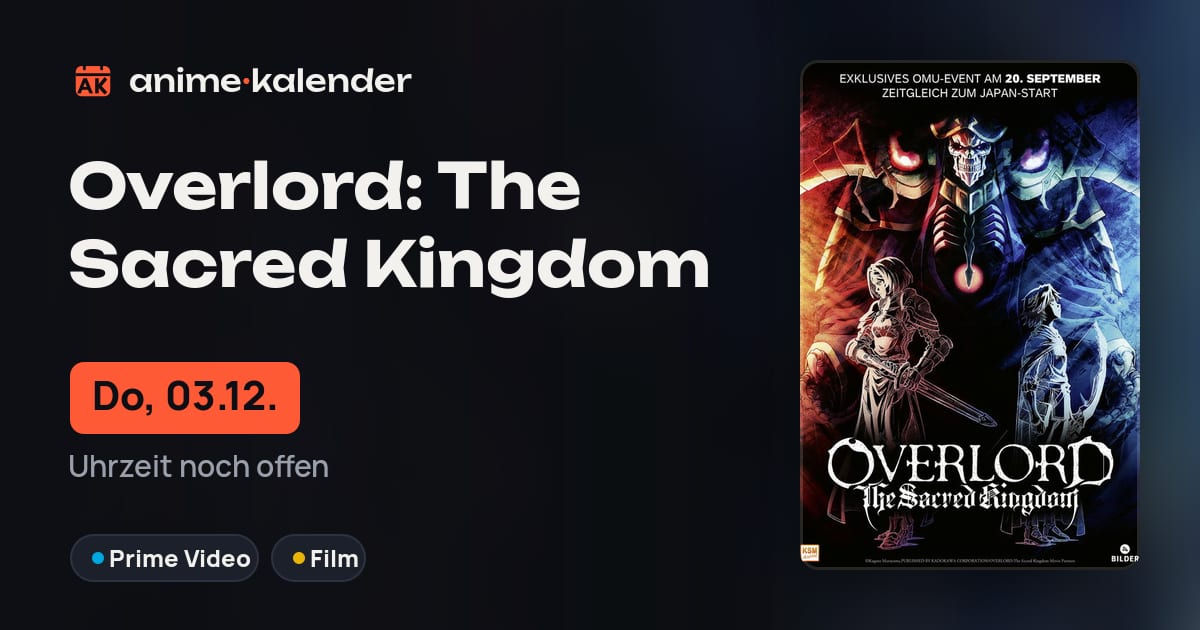 AK
anime·kalender
Overlord: The
Sacred Kingdom
Do, 03.12.
Uhrzeit noch offen
Prime Video
Film
EXKLUSIVES OMU-EVENT AM 20. SEPTEMBER
ZEITGLEICH ZUM JAPAN-START
OVERLORD
The Sacred Kingdom
KSM
BILDER